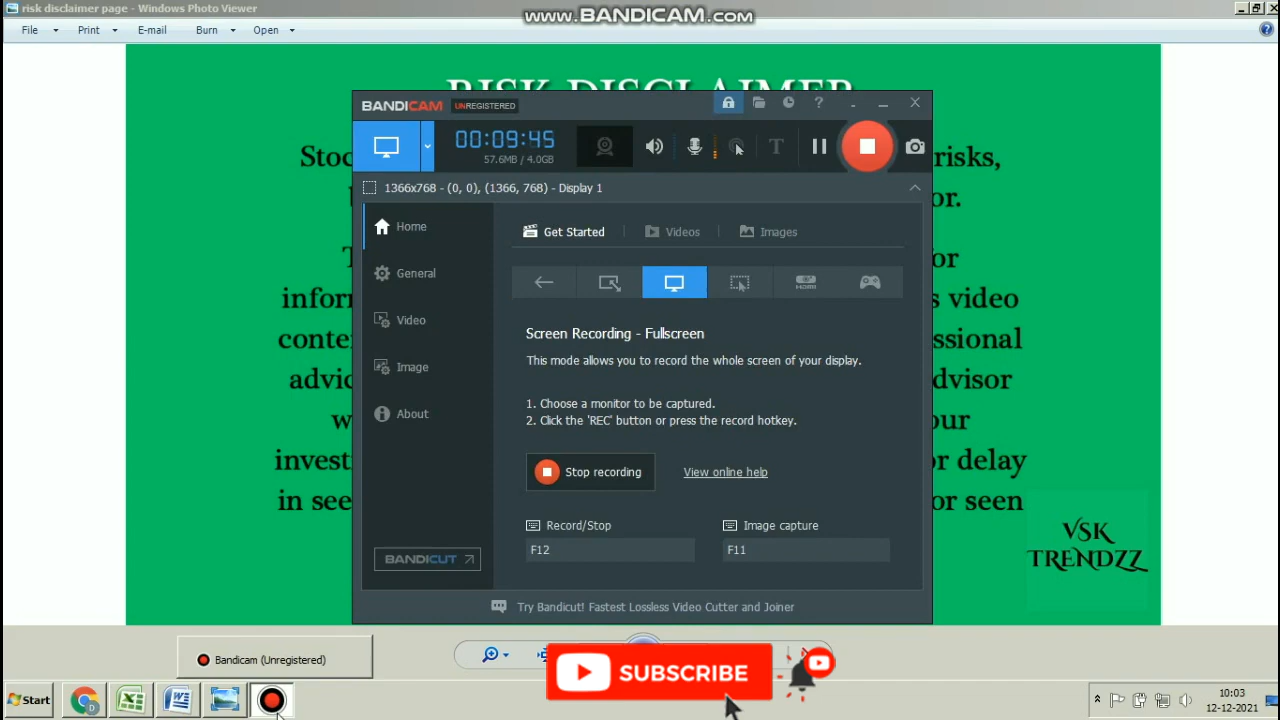 risk disclaimer page - Windows Photo Viewer
www.BANDICAM.com
File Print E-mail Burn Open
RISK DISCLAIMER
BANDICAM UNREGISTERED
00:09:45
57.6MB / 4.0GB
risks,
1366x768 - (0, 0), (1366, 768) - Display 1
or.
Home
Get Started Videos Images
General
HDMI
for
inform
s video
Video
Screen Recording - Fullscreen
conte
ssional
This mode allows you to record the whole screen of your display.
Image
advic
dvisor
1. Choose a monitor to be captured.
About
2. Click the 'REC' button or press the record hotkey.
w
our
investi
or delay
Stop recording View online help
in see
or seen
Record/Stop Image capture
F12 F11
VSK
TRENDZZ
BANDICUT
Try Bandicut! Fastest Lossless Video Cutter and Joiner
Bandicam (Unregistered)
SUBSCRIBE
Start
10:03
12-12-2021